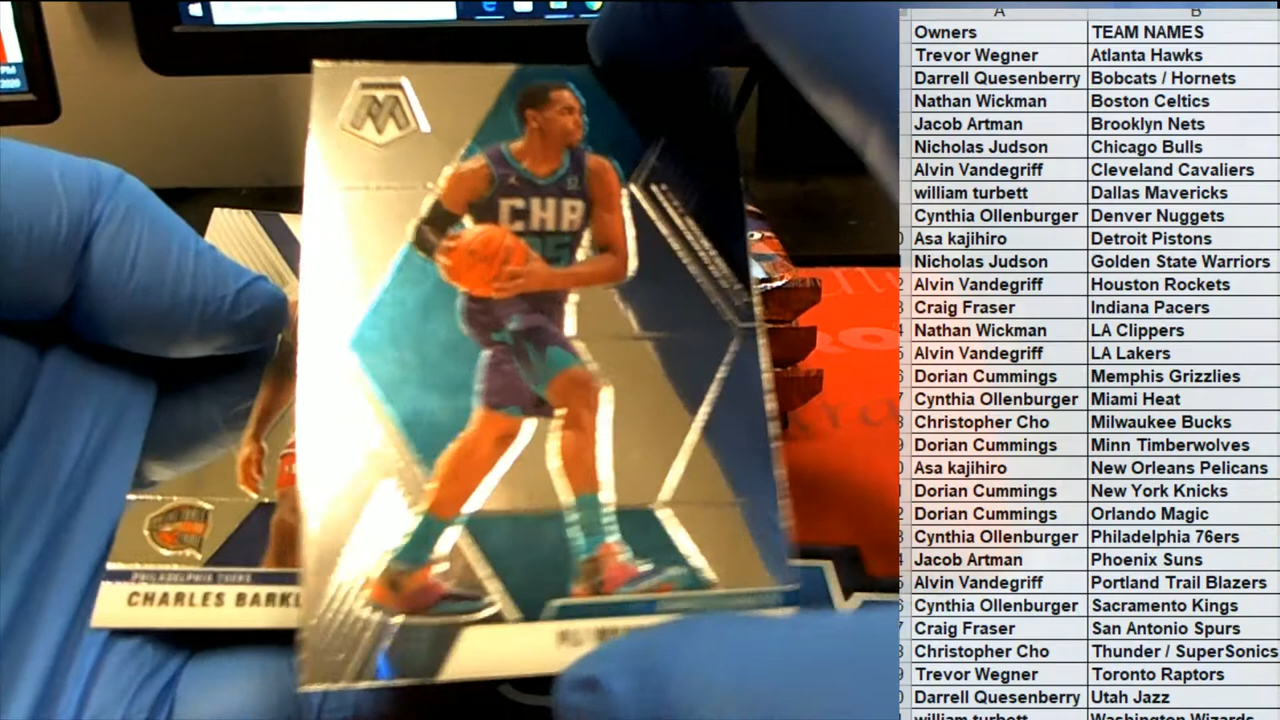 A B
Owners TEAM NAMES
Trevor Wegner Atlanta Hawks
Darrell Quesenberry Bobcats / Hornets
Nathan Wickman Boston Celtics
Jacob Artman Brooklyn Nets
Nicholas Judson Chicago Bulls
Alvin Vandegriff Cleveland Cavaliers
william turbett Dallas Mavericks
Cynthia Ollenburger Denver Nuggets
Asa kajihiro Detroit Pistons
Nicholas Judson Golden State Warriors
Alvin Vandegriff Houston Rockets
Craig Fraser Indiana Pacers
Nathan Wickman LA Clippers
Alvin Vandegriff LA Lakers
Dorian Cummings Memphis Grizzlies
Cynthia Ollenburger Miami Heat
Christopher Cho Milwaukee Bucks
Dorian Cummings Minn Timberwolves
Asa kajihiro New Orleans Pelicans
Dorian Cummings New York Knicks
Dorian Cummings Orlando Magic
Cynthia Ollenburger Philadelphia 76ers
Jacob Artman Phoenix Suns
Alvin Vandegriff Portland Trail Blazers
Cynthia Ollenburger Sacramento Kings
Craig Fraser San Antonio Spurs
Christopher Cho Thunder / SuperSonics
Trevor Wegner Toronto Raptors
Darrell Quesenberry Utah Jazz
william turbett Washington Wizards
M
CHA
25
PHILADELPHIA 76ERS
CHARLES BARKL